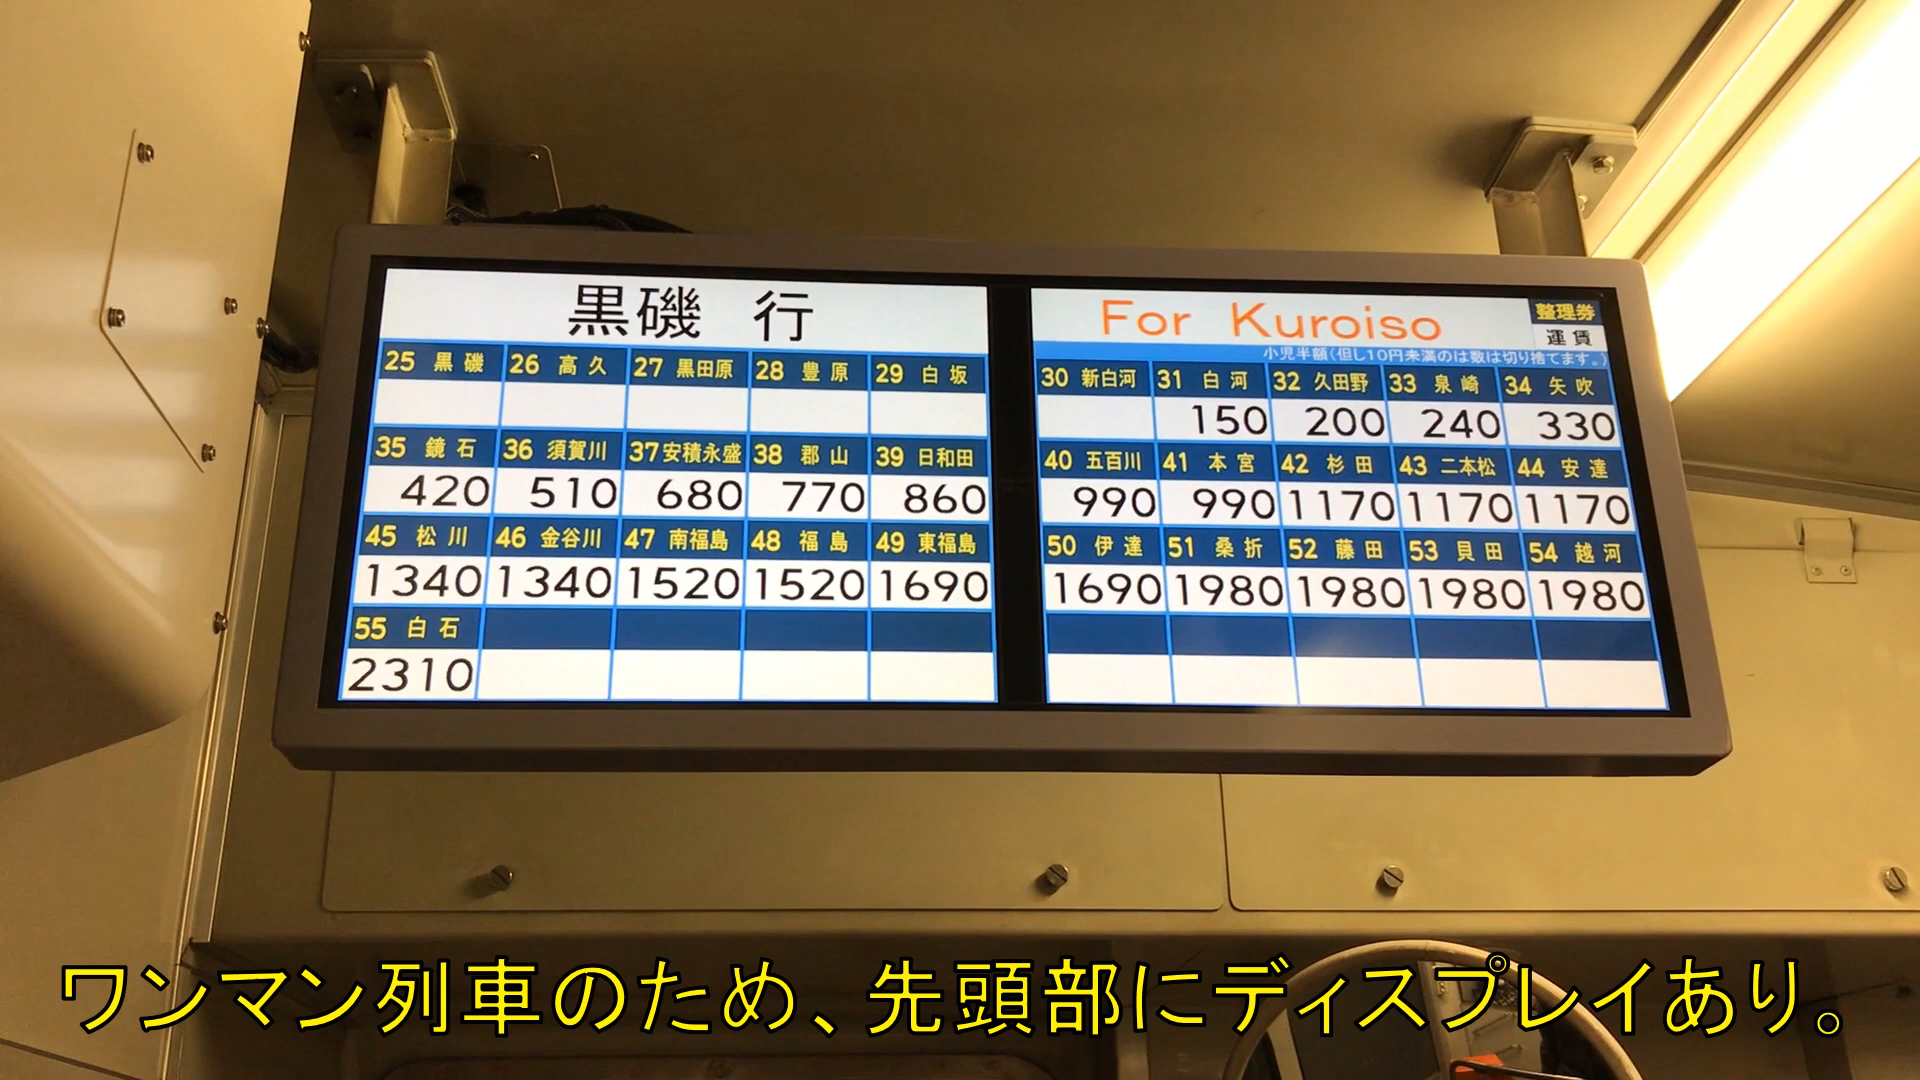 黒磯 行
For Kuroiso
整理券
運賃
小児半額(但し10円未満のは数は切り捨てます。)
25 黒磯 26 高久 27 黒田原 28 豊原 29 白坂
30 新白河 31 白河 32 久田野 33 泉崎 34 矢吹
150 200 240 330
35 鏡石 36 須賀川 37 安積永盛 38 郡山 39 日和田
420 510 680 770 860
40 五百川 41 本宮 42 杉田 43 二本松 44 安達
990 990 1170 1170 1170
45 松川 46 金谷川 47 南福島 48 福島 49 東福島
1340 1340 1520 1520 1690
50 伊達 51 桑折 52 藤田 53 貝田 54 越河
1690 1980 1980 1980 1980
55 白石
2310
ワンマン列車のため、先頭部にディスプレイあり。